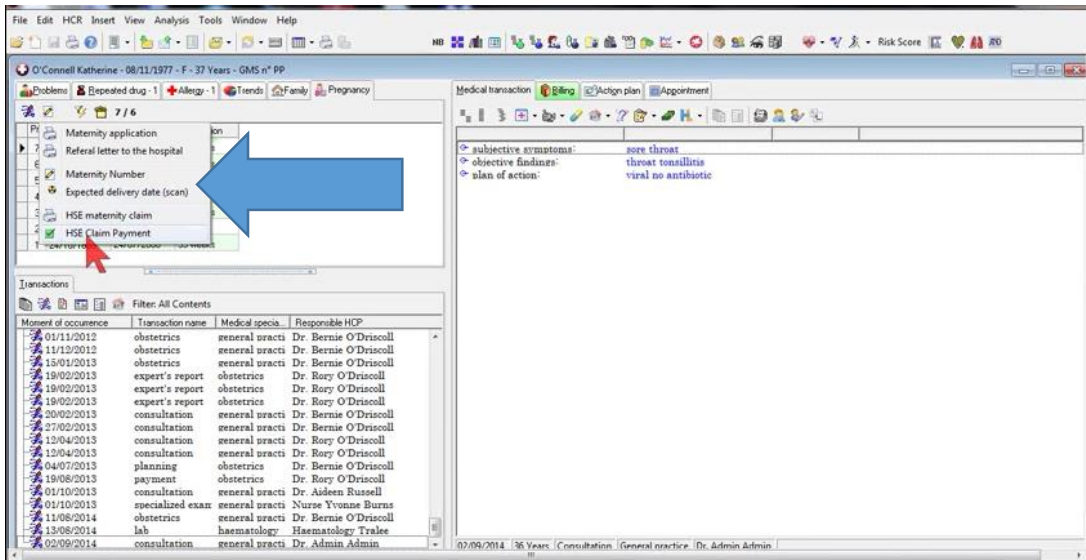 File Edit HCR Insert View Analysis Tools Window Help
NB
Risk Score
O'Connell Katherine - 08/11/1977 - F - 37 Years - GMS n° PP
Problems Repeated drug - 1 Allergy - 1 Trends Family Pregnancy
7 / 6
Maternity application
Referal letter to the hospital
Maternity Number
Expected delivery date (scan)
HSE maternity claim
HSE Claim Payment
Transactions
Filter: All Contents
Moment of occurrence Transaction name Medical specia... Responsible HCP
01/11/2012 obstetrics general practi Dr. Bernie O'Driscoll
11/12/2012 obstetrics general practi Dr. Bernie O'Driscoll
15/01/2013 obstetrics general practi Dr. Bernie O'Driscoll
19/02/2013 expert's report obstetrics Dr. Rory O'Driscoll
19/02/2013 expert's report obstetrics Dr. Rory O'Driscoll
19/02/2013 expert's report obstetrics Dr. Rory O'Driscoll
20/02/2013 consultation general practi Dr. Bernie O'Driscoll
27/02/2013 consultation general practi Dr. Bernie O'Driscoll
12/04/2013 consultation general practi Dr. Rory O'Driscoll
12/04/2013 consultation general practi Dr. Rory O'Driscoll
04/07/2013 planning obstetrics Dr. Bernie O'Driscoll
19/08/2013 payment obstetrics Dr. Rory O'Driscoll
01/10/2013 consultation general practi Dr. Aideen Russell
01/10/2013 specialized exam general practi Nurse Yvonne Burns
11/06/2014 obstetrics general practi Dr. Bernie O'Driscoll
13/06/2014 lab haematology Haematology Tralee
02/09/2014 consultation general practi Dr. Admin Admin
Medical transaction Billing Action plan Appointment
subjective symptoms: sore throat
objective findings: throat tonsillitis
plan of action: viral no antibiotic
02/09/2014 36 Years Consultation General practice Dr. Admin Admin